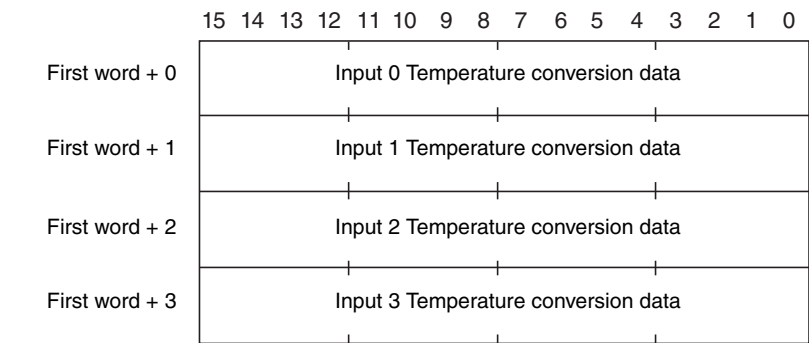 15 14 13 12 11 10 9 8 7 6 5 4 3 2 1 0
First word + 0 Input 0 Temperature conversion data
First word + 1 Input 1 Temperature conversion data
First word + 2 Input 2 Temperature conversion data
First word + 3 Input 3 Temperature conversion data